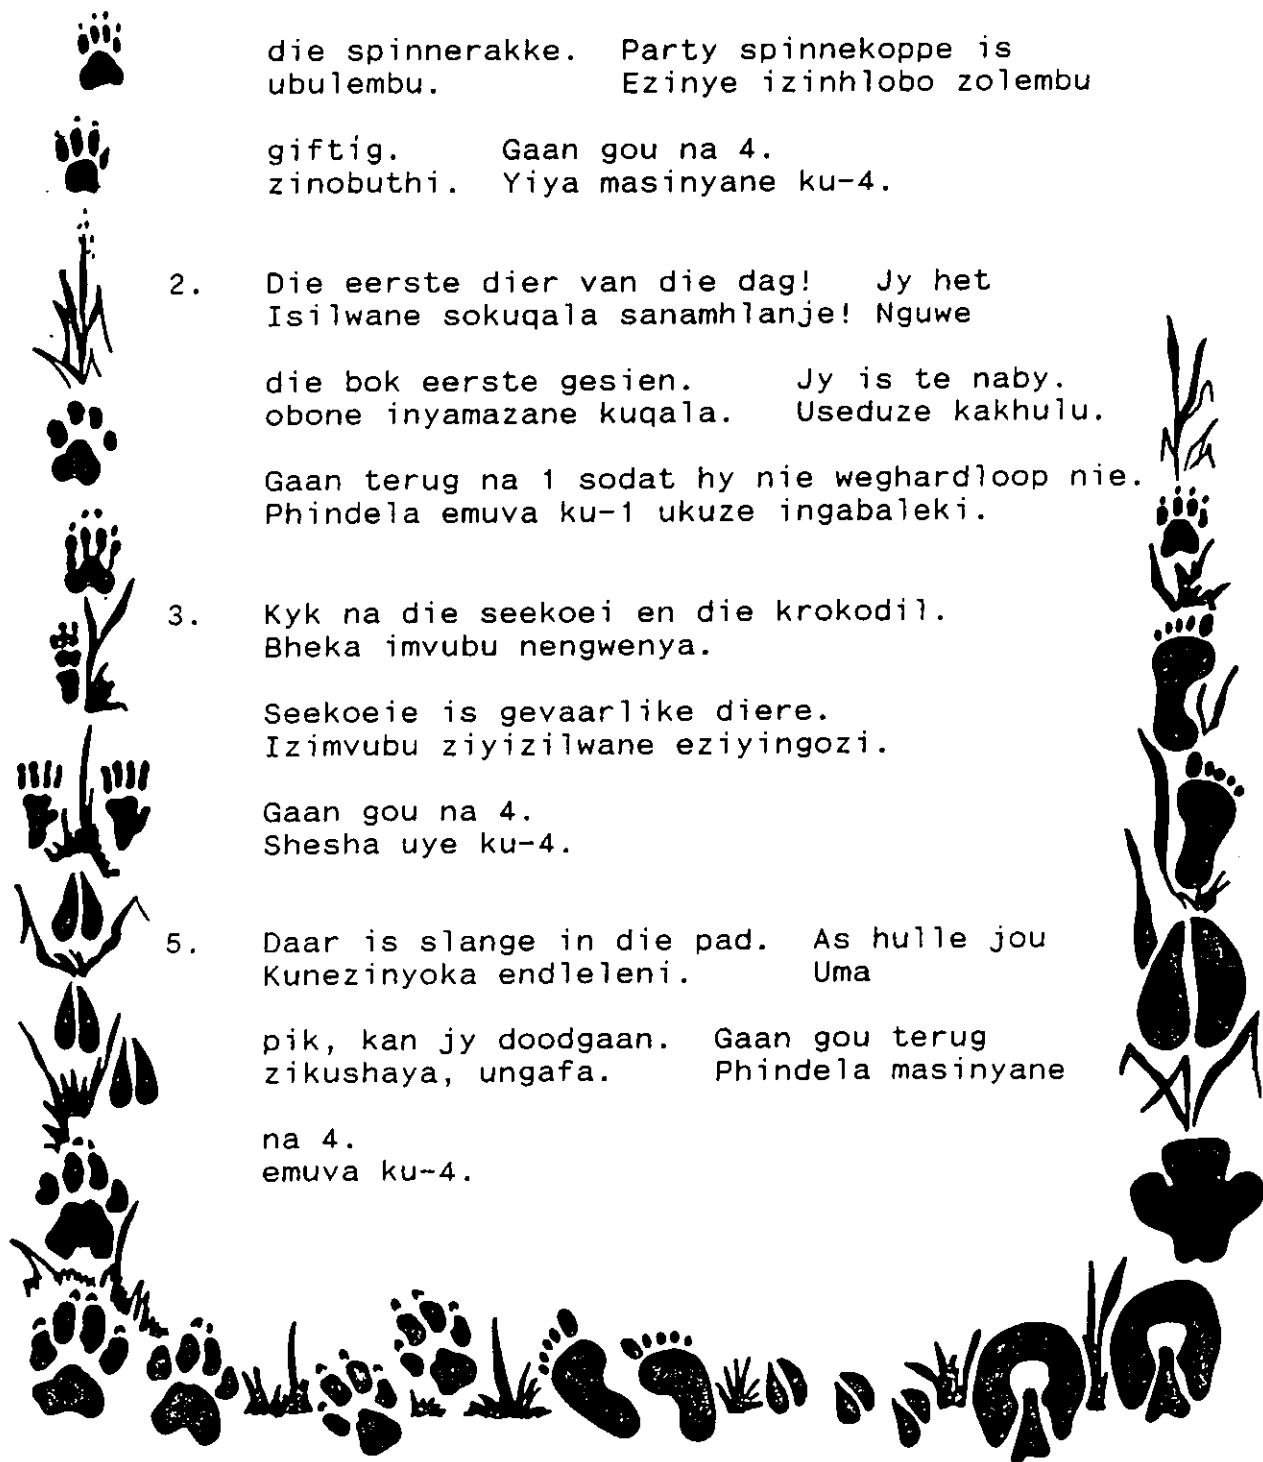 die spinnerakke. Party spinnekoppe is
ubulembu. Ezinye izinhlobo zolembu
giftig. Gaan gou na 4.
zinobuthi. Yiya masinyane ku-4.
2. Die eerste dier van die dag! Jy het
Isilwane sokuqala sanamhlanje! Nguwe
die bok eerste gesien. Jy is te naby.
obone inyamazane kuqala. Useduze kakhulu.
Gaan terug na 1 sodat hy nie weghardloop nie.
Phindela emuva ku-1 ukuze ingabaleki.
3. Kyk na die seekoei en die krokodil.
Bheka imvubu nengwenya.
Seekoeie is gevaarlike diere.
Izimvubu ziyizilwane eziyingozi.
Gaan gou na 4.
Shesha uye ku-4.
5. Daar is slange in die pad. As hulle jou
Kunezinyoka endleleni. Uma
pik, kan jy doodgaan. Gaan gou terug
zikushaya, ungafa. Phindela masinyane
na 4.
emuva ku-4.